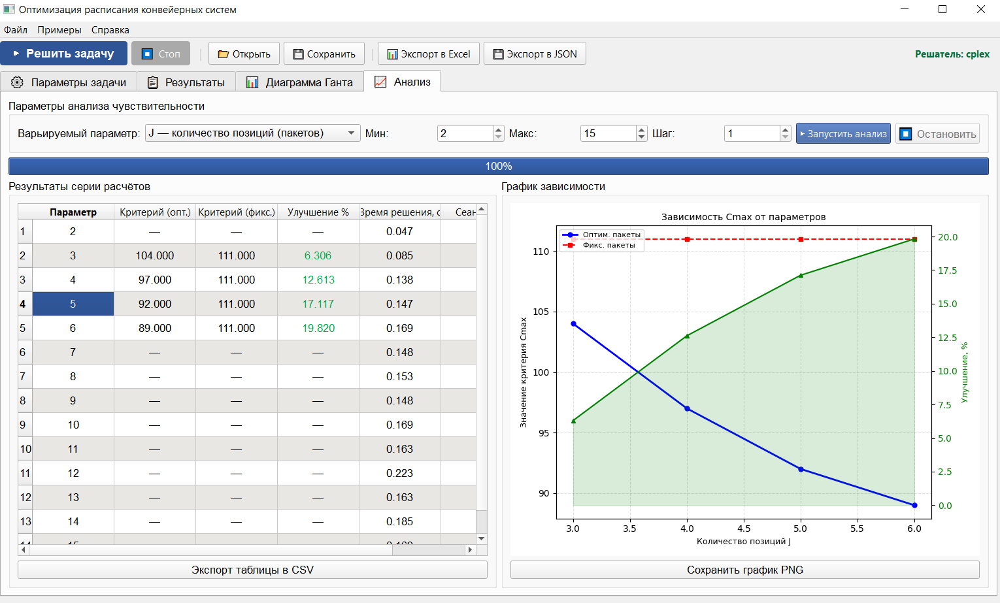 Оптимизация расписания конвейерных систем
Файл Примеры Справка
Решить задачу Стоп Открыть Сохранить Экспорт в Excel Экспорт в JSON Решатель: cplex
Параметры задачи Результаты Диаграмма Ганта Анализ
Параметры анализа чувствительности
Варьируемый параметр: J — количество позиций (пакетов) Мин: 2 Макс: 15 Шаг: 1 Запустить анализ Остановить
100%
Результаты серии расчётов
Параметр Критерий (опт.) Критерий (фикс.) Улучшение % Время решения, с Сеан
1 2 — — — 0.047
2 3 104.000 111.000 6.306 0.085
3 4 97.000 111.000 12.613 0.138
4 5 92.000 111.000 17.117 0.147
5 6 89.000 111.000 19.820 0.169
6 7 — — — 0.148
7 8 — — — 0.153
8 9 — — — 0.148
9 10 — — — 0.169
10 11 — — — 0.163
11 12 — — — 0.223
12 13 — — — 0.163
13 14 — — — 0.185
14 15
Экспорт таблицы в CSV
График зависимости
Зависимость Cmax от параметров
Оптим. пакеты
Фикс. пакеты
Значение критерия Cmax
110
105
100
95
90
20.0
17.5
15.0
12.5
10.0
7.5
5.0
2.5
0.0
Улучшение, %
3.0 3.5 4.0 4.5 5.0 5.5 6.0
Количество позиций J
Сохранить график PNG